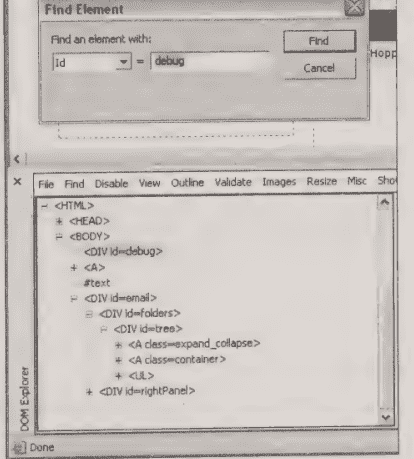 Find Element
Find an element with:
Id = debug
Find
Cancel
Hopp
File Find Disable View Outline Validate Images Resize Misc Sho
<HTML>
<HEAD>
<BODY>
<DIV id=debug>
<A>
#text
<DIV id=email>
<DIV id=folders>
<DIV id=tree>
<A class=expand_collapse>
<A class=container>
<UL>
<DIV id=rightPanel>
DOM Explorer
Done